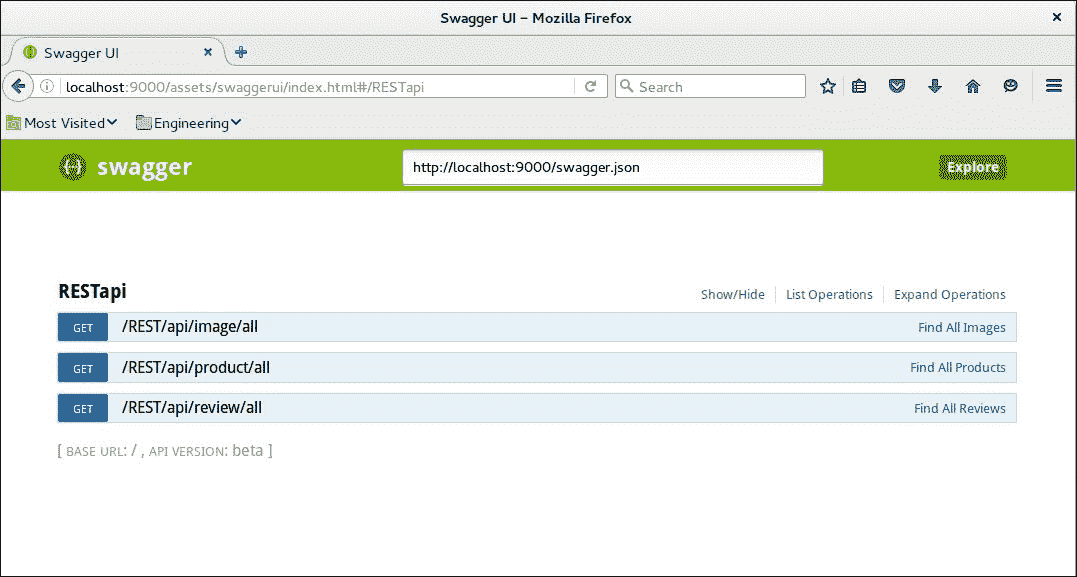 Swagger UI – Mozilla Firefox
Swagger UI
localhost:9000/assets/swaggerui/index.html#/RESTapi
Search
Most Visited
Engineering
swagger
http://localhost:9000/swagger.json
Explore
RESTapi
Show/Hide
List Operations
Expand Operations
GET /REST/api/image/all Find All Images
GET /REST/api/product/all Find All Products
GET /REST/api/review/all Find All Reviews
[ BASE URL: / , API VERSION: beta ]